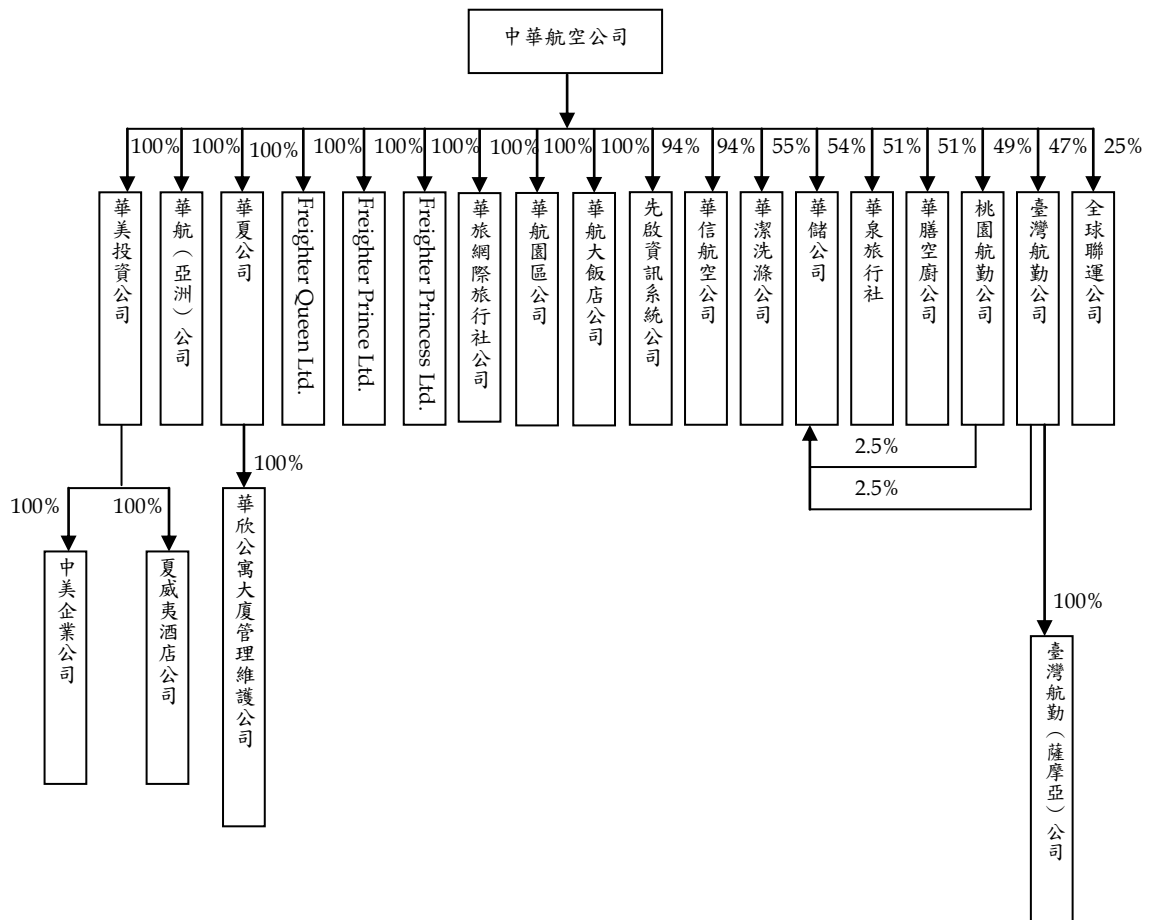 中華航空公司
100%
100%
100%
100%
100%
100%
100%
100%
100%
94%
94%
55%
54%
51%
51%
49%
47%
25%
華美投資公司
華航（亞洲）公司
華夏公司
Freighter Queen Ltd.
Freighter Prince Ltd.
Freighter Princess Ltd.
華旅網際旅行社公司
華航園區公司
華航大飯店公司
先啟資訊系統公司
華信航空公司
華潔洗滌公司
華儲公司
華泉旅行社
華膳空廚公司
桃園航勤公司
臺灣航勤公司
全球聯運公司
2.5%
2.5%
100%
100%
100%
100%
中美企業公司
夏威夷酒店公司
華欣公寓大廈管理維護公司
臺灣航勤（薩摩亞）公司